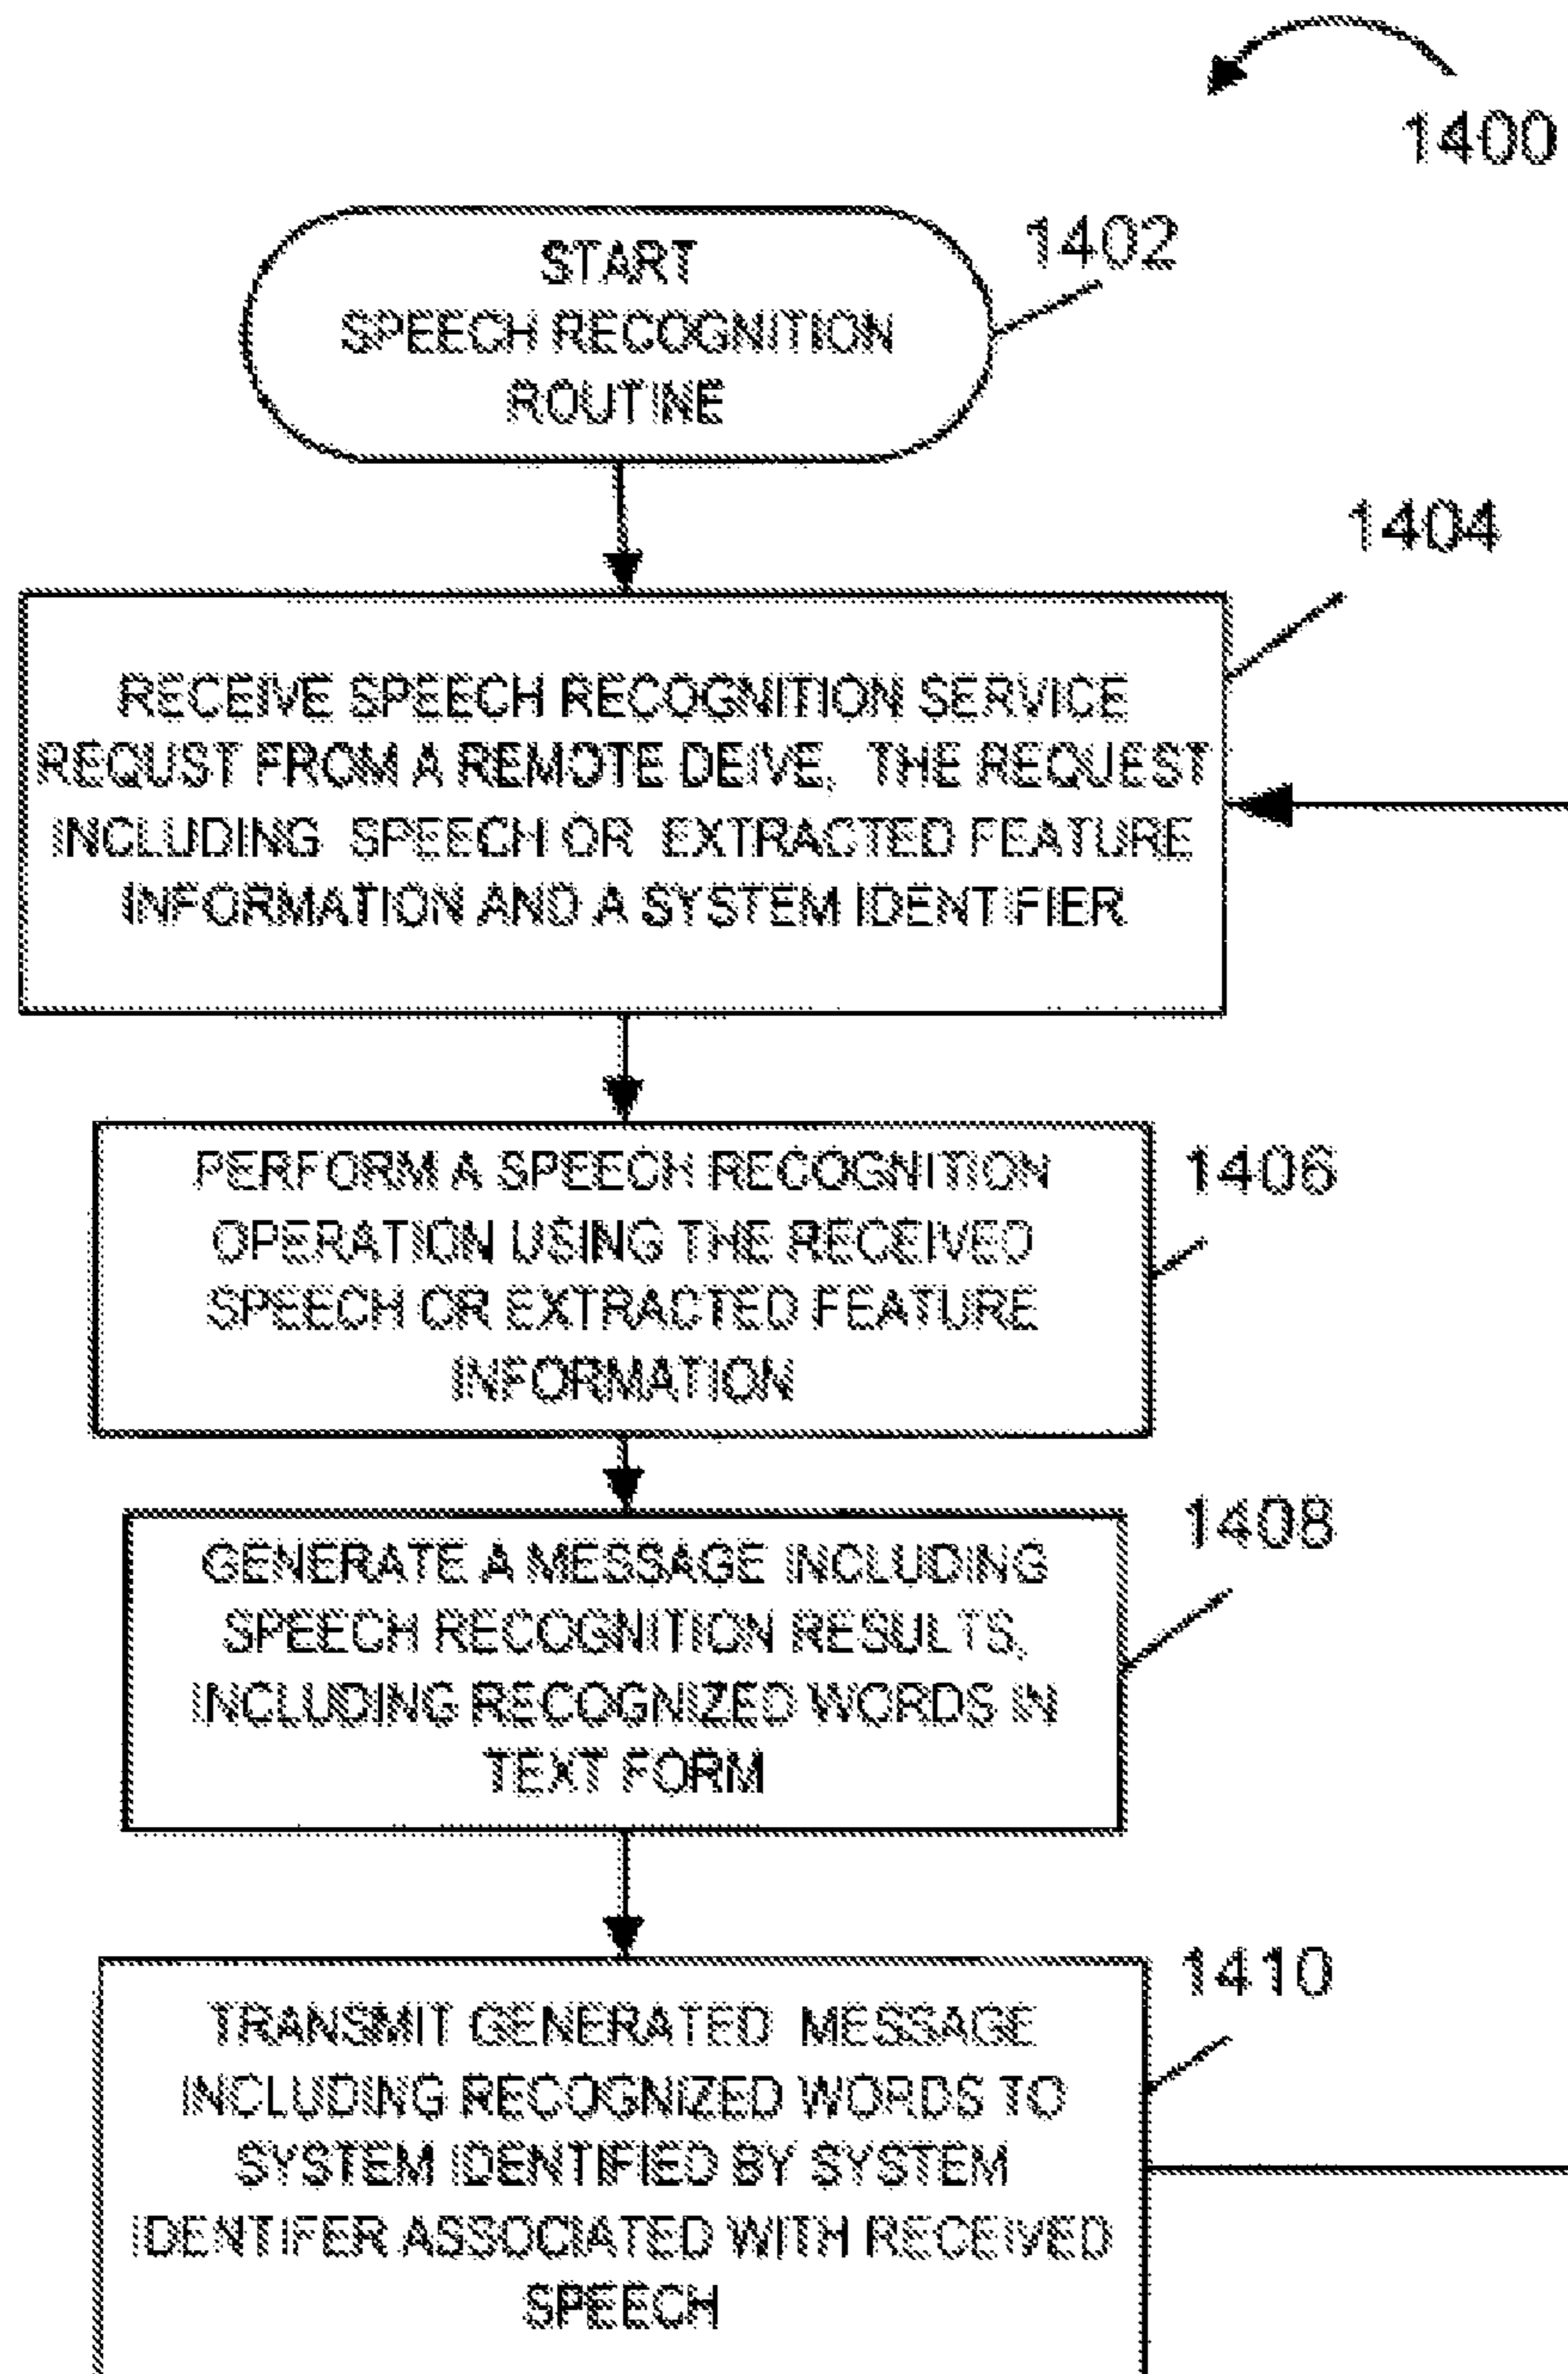 1400
START
SPEECH RECOGNITION
ROUTINE
1402
1404
RECEIVE SPEECH RECOGNITION SERVICE
REQUST FROM A REMOTE DEIVE, THE REQUEST
INCLUDING SPEECH OR EXTRACTED FEATURE
INFORMATION AND A SYSTEM IDENTIFIER
PERFORM A SPEECH RECOGNITION
OPERATION USING THE RECEIVED
SPEECH OR EXTRACTED FEATURE
INFORMATION
1406
GENERATE A MESSAGE INCLUDING
SPEECH RECOGNITION RESULTS,
INCLUDING RECOGNIZED WORDS IN
TEXT FORM
1408
TRANSMIT GENERATED MESSAGE
INCLUDING RECOGNIZED WORDS TO
SYSTEM IDENTIFIED BY SYSTEM
IDENTIFER ASSOCIATED WITH RECEIVED
SPEECH
1410